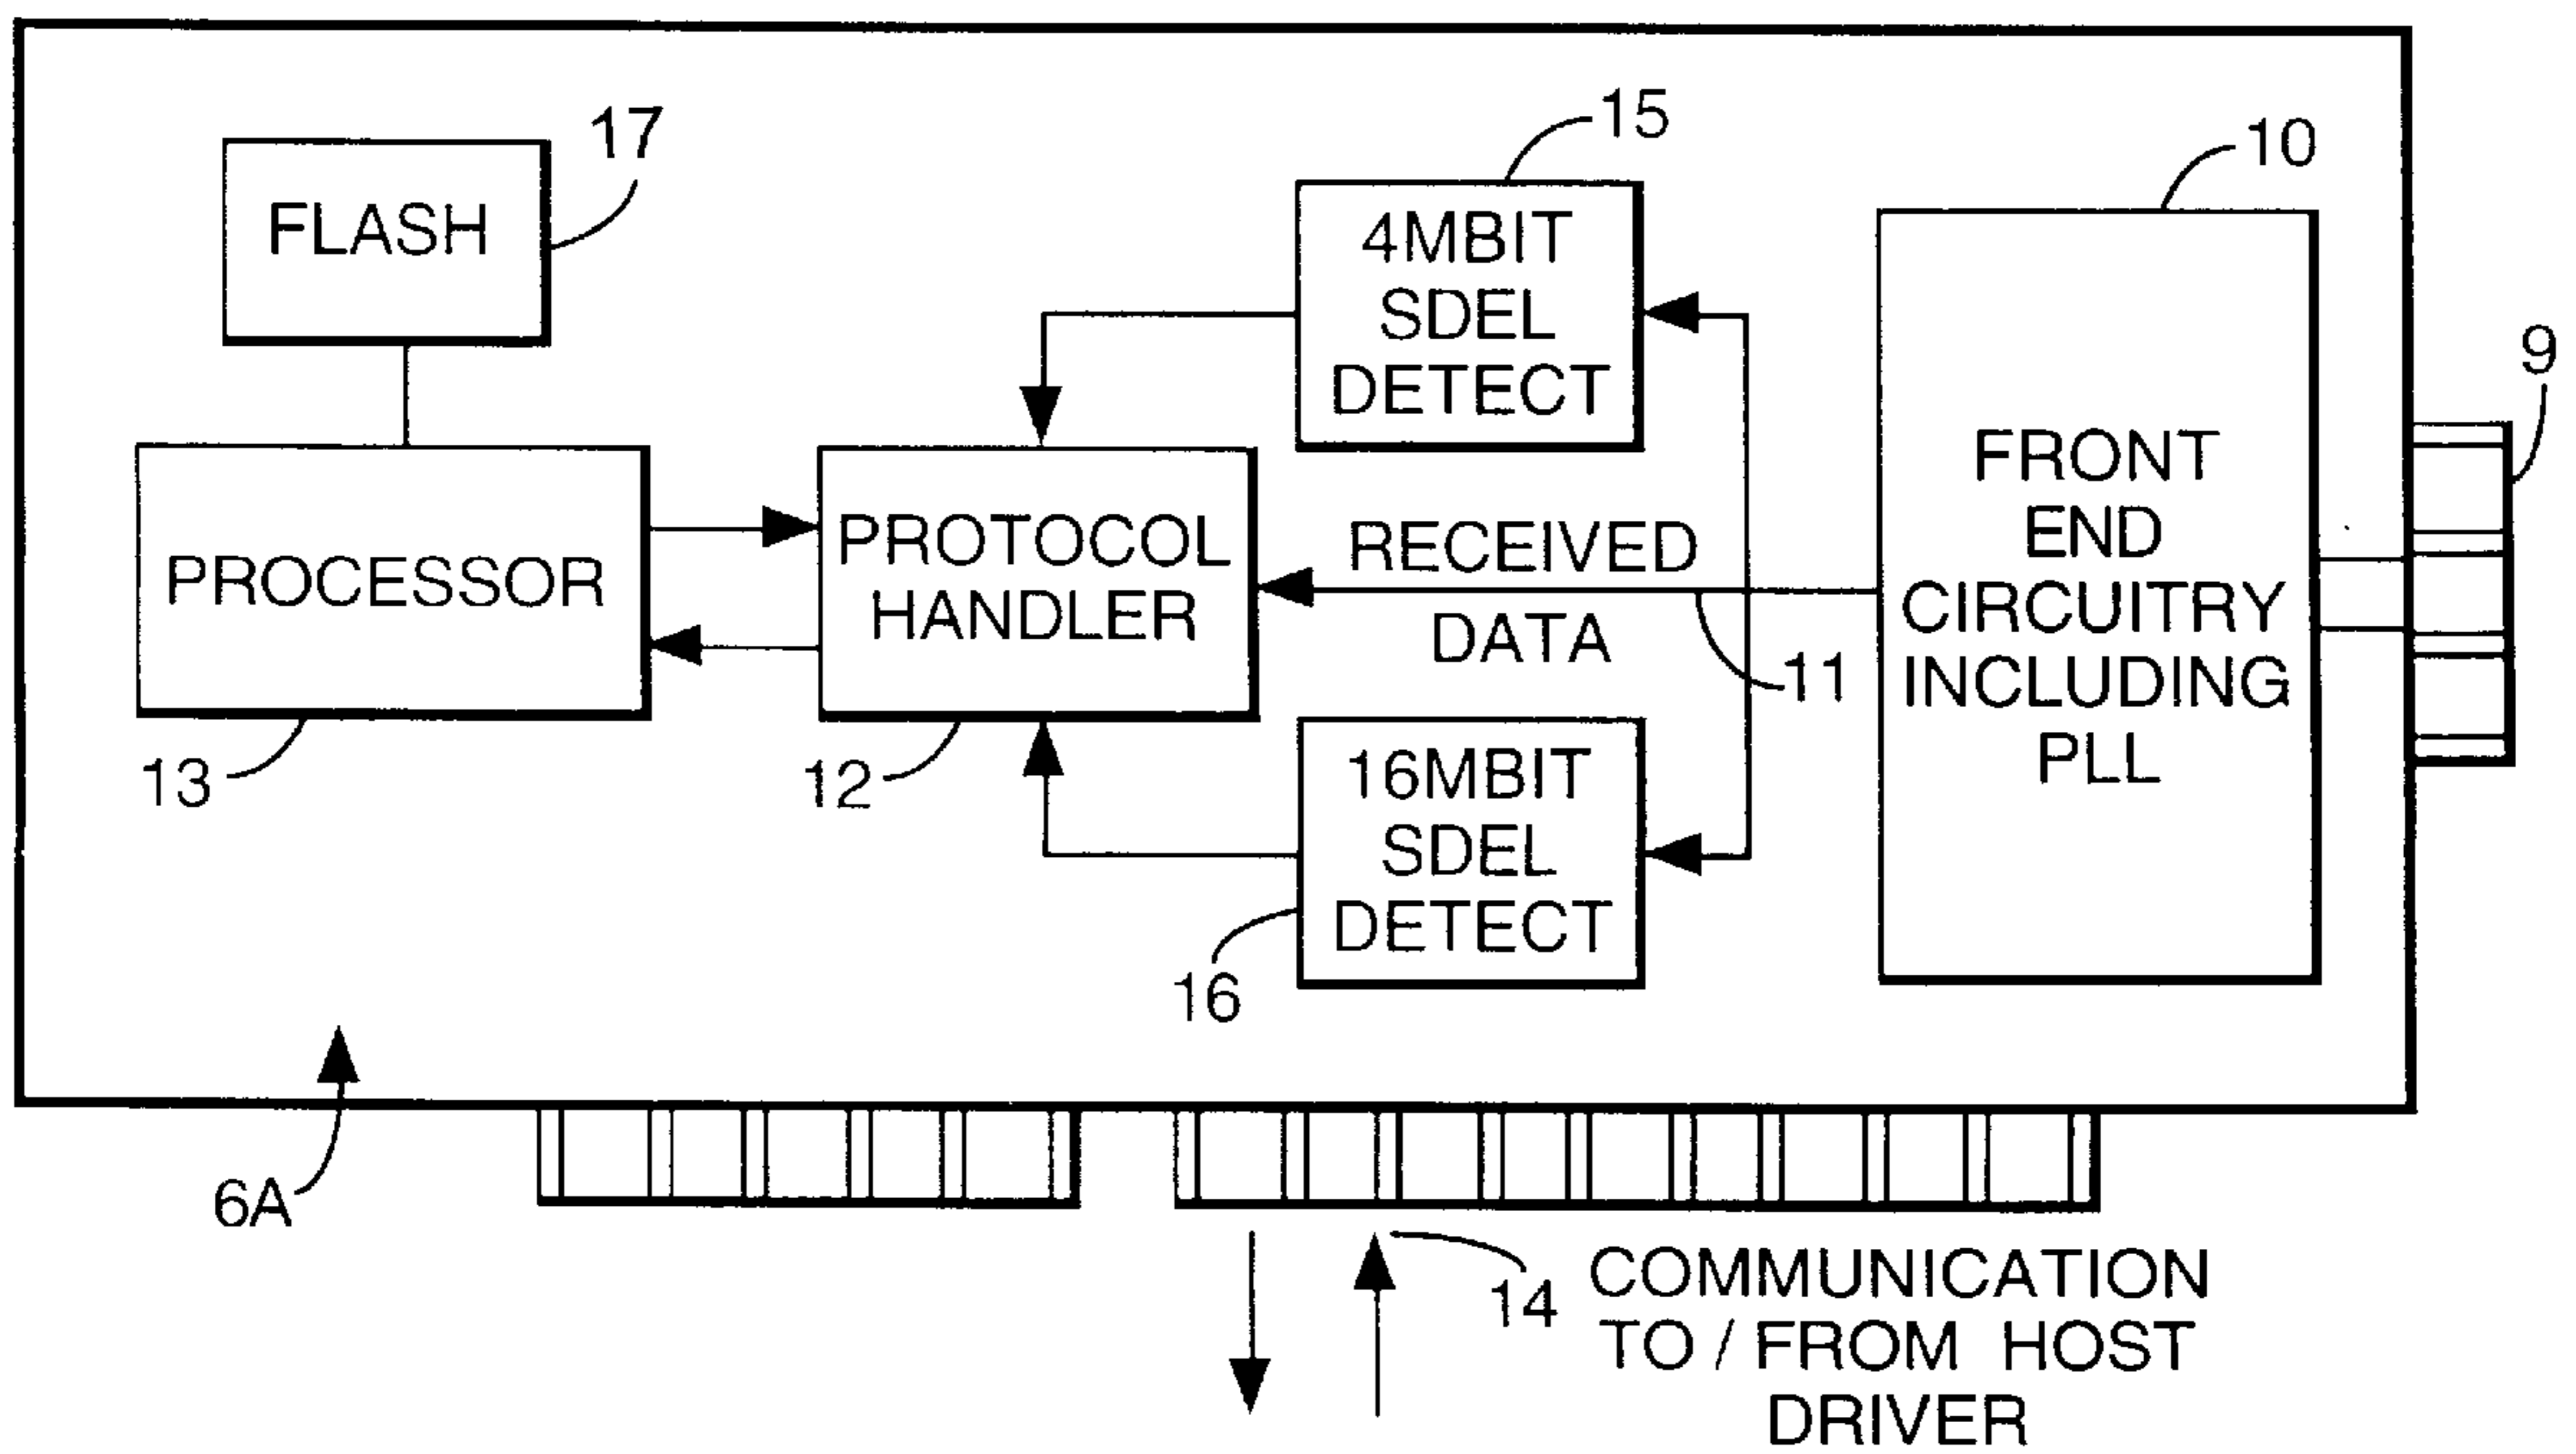 17
FLASH
15
4MBIT
SDEL
DETECT
10
FRONT
END
CIRCUITRY
INCLUDING
PLL
9
PROCESSOR
13
PROTOCOL
HANDLER
12
RECEIVED
DATA
11
16MBIT
SDEL
DETECT
16
6A
14
COMMUNICATION
TO / FROM HOST
DRIVER